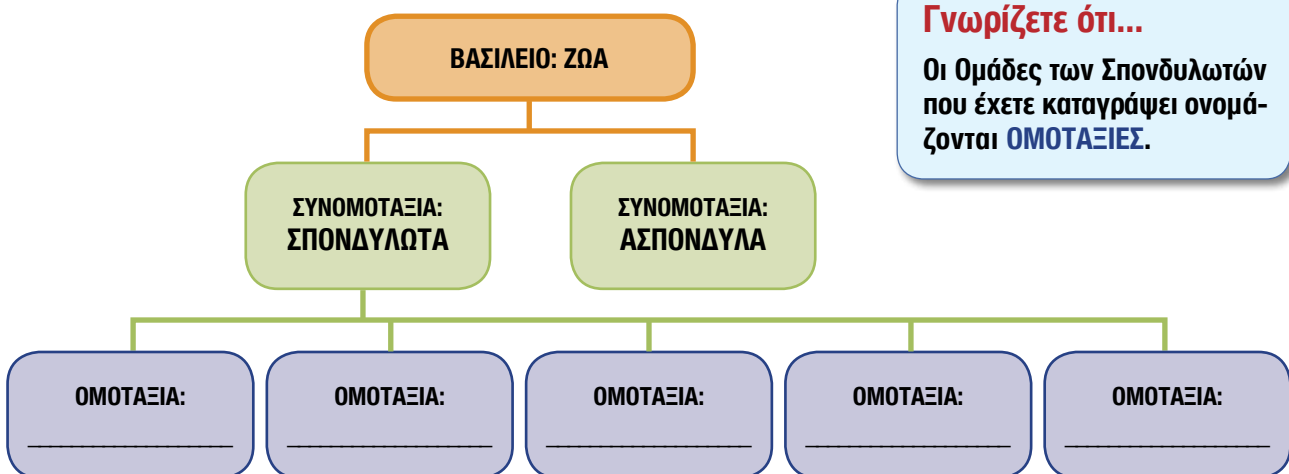 Γνωρίζετε ότι...
Οι Ομάδες των Σπονδυλωτών
που έχετε καταγράψει ονομά-
ζονται ΟΜΟΤΑΞΙΕΣ.
ΒΑΣΙΛΕΙΟ: ΖΩΑ
ΣΥΝΟΜΟΤΑΞΙΑ:
ΣΠΟΝΔΥΛΩΤΑ
ΣΥΝΟΜΟΤΑΞΙΑ:
ΑΣΠΟΝΔΥΛΑ
ΟΜΟΤΑΞΙΑ:
ΟΜΟΤΑΞΙΑ:
ΟΜΟΤΑΞΙΑ:
ΟΜΟΤΑΞΙΑ:
ΟΜΟΤΑΞΙΑ: